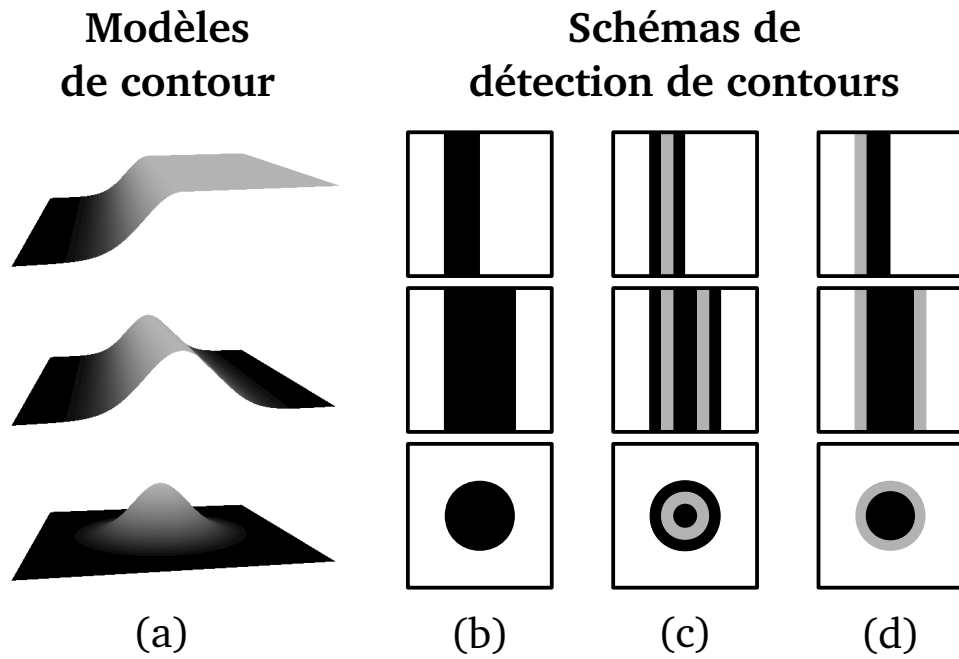 Modèles
de contour
Schémas de
détection de contours
(a)
(b)
(c)
(d)